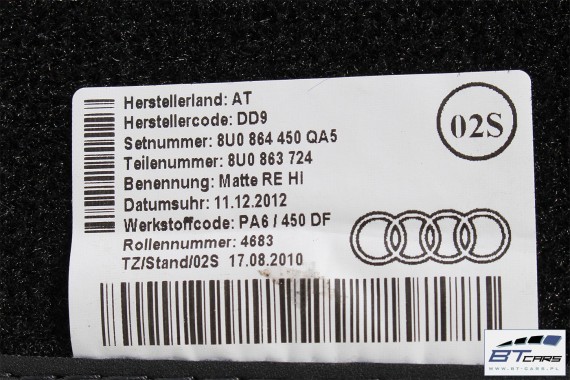 Herstellerland: AT
Herstellercode: DD9
Setnummer: 8U0 864 450 QA5
Teilenummer: 8U0 863 724
Benennung: Matte RE HI
Datumsuhr: 11.12.2012
Werkstoffcode: PA6 / 450 DF
Rollennummer: 4683
TZ/Stand/02S 17.08.2010
02S
BTCARS
WWW.BT-CARS.PL